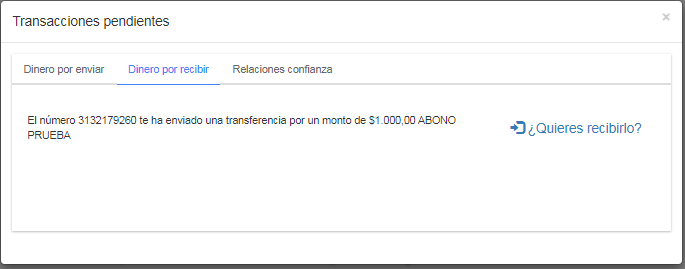 Transacciones pendientes ×
Dinero por enviar Dinero por recibir Relaciones confianza
El número 3132179260 te ha enviado una transferencia por un monto de $1.000,00 ABONO
PRUEBA
¿Quieres recibirlo?